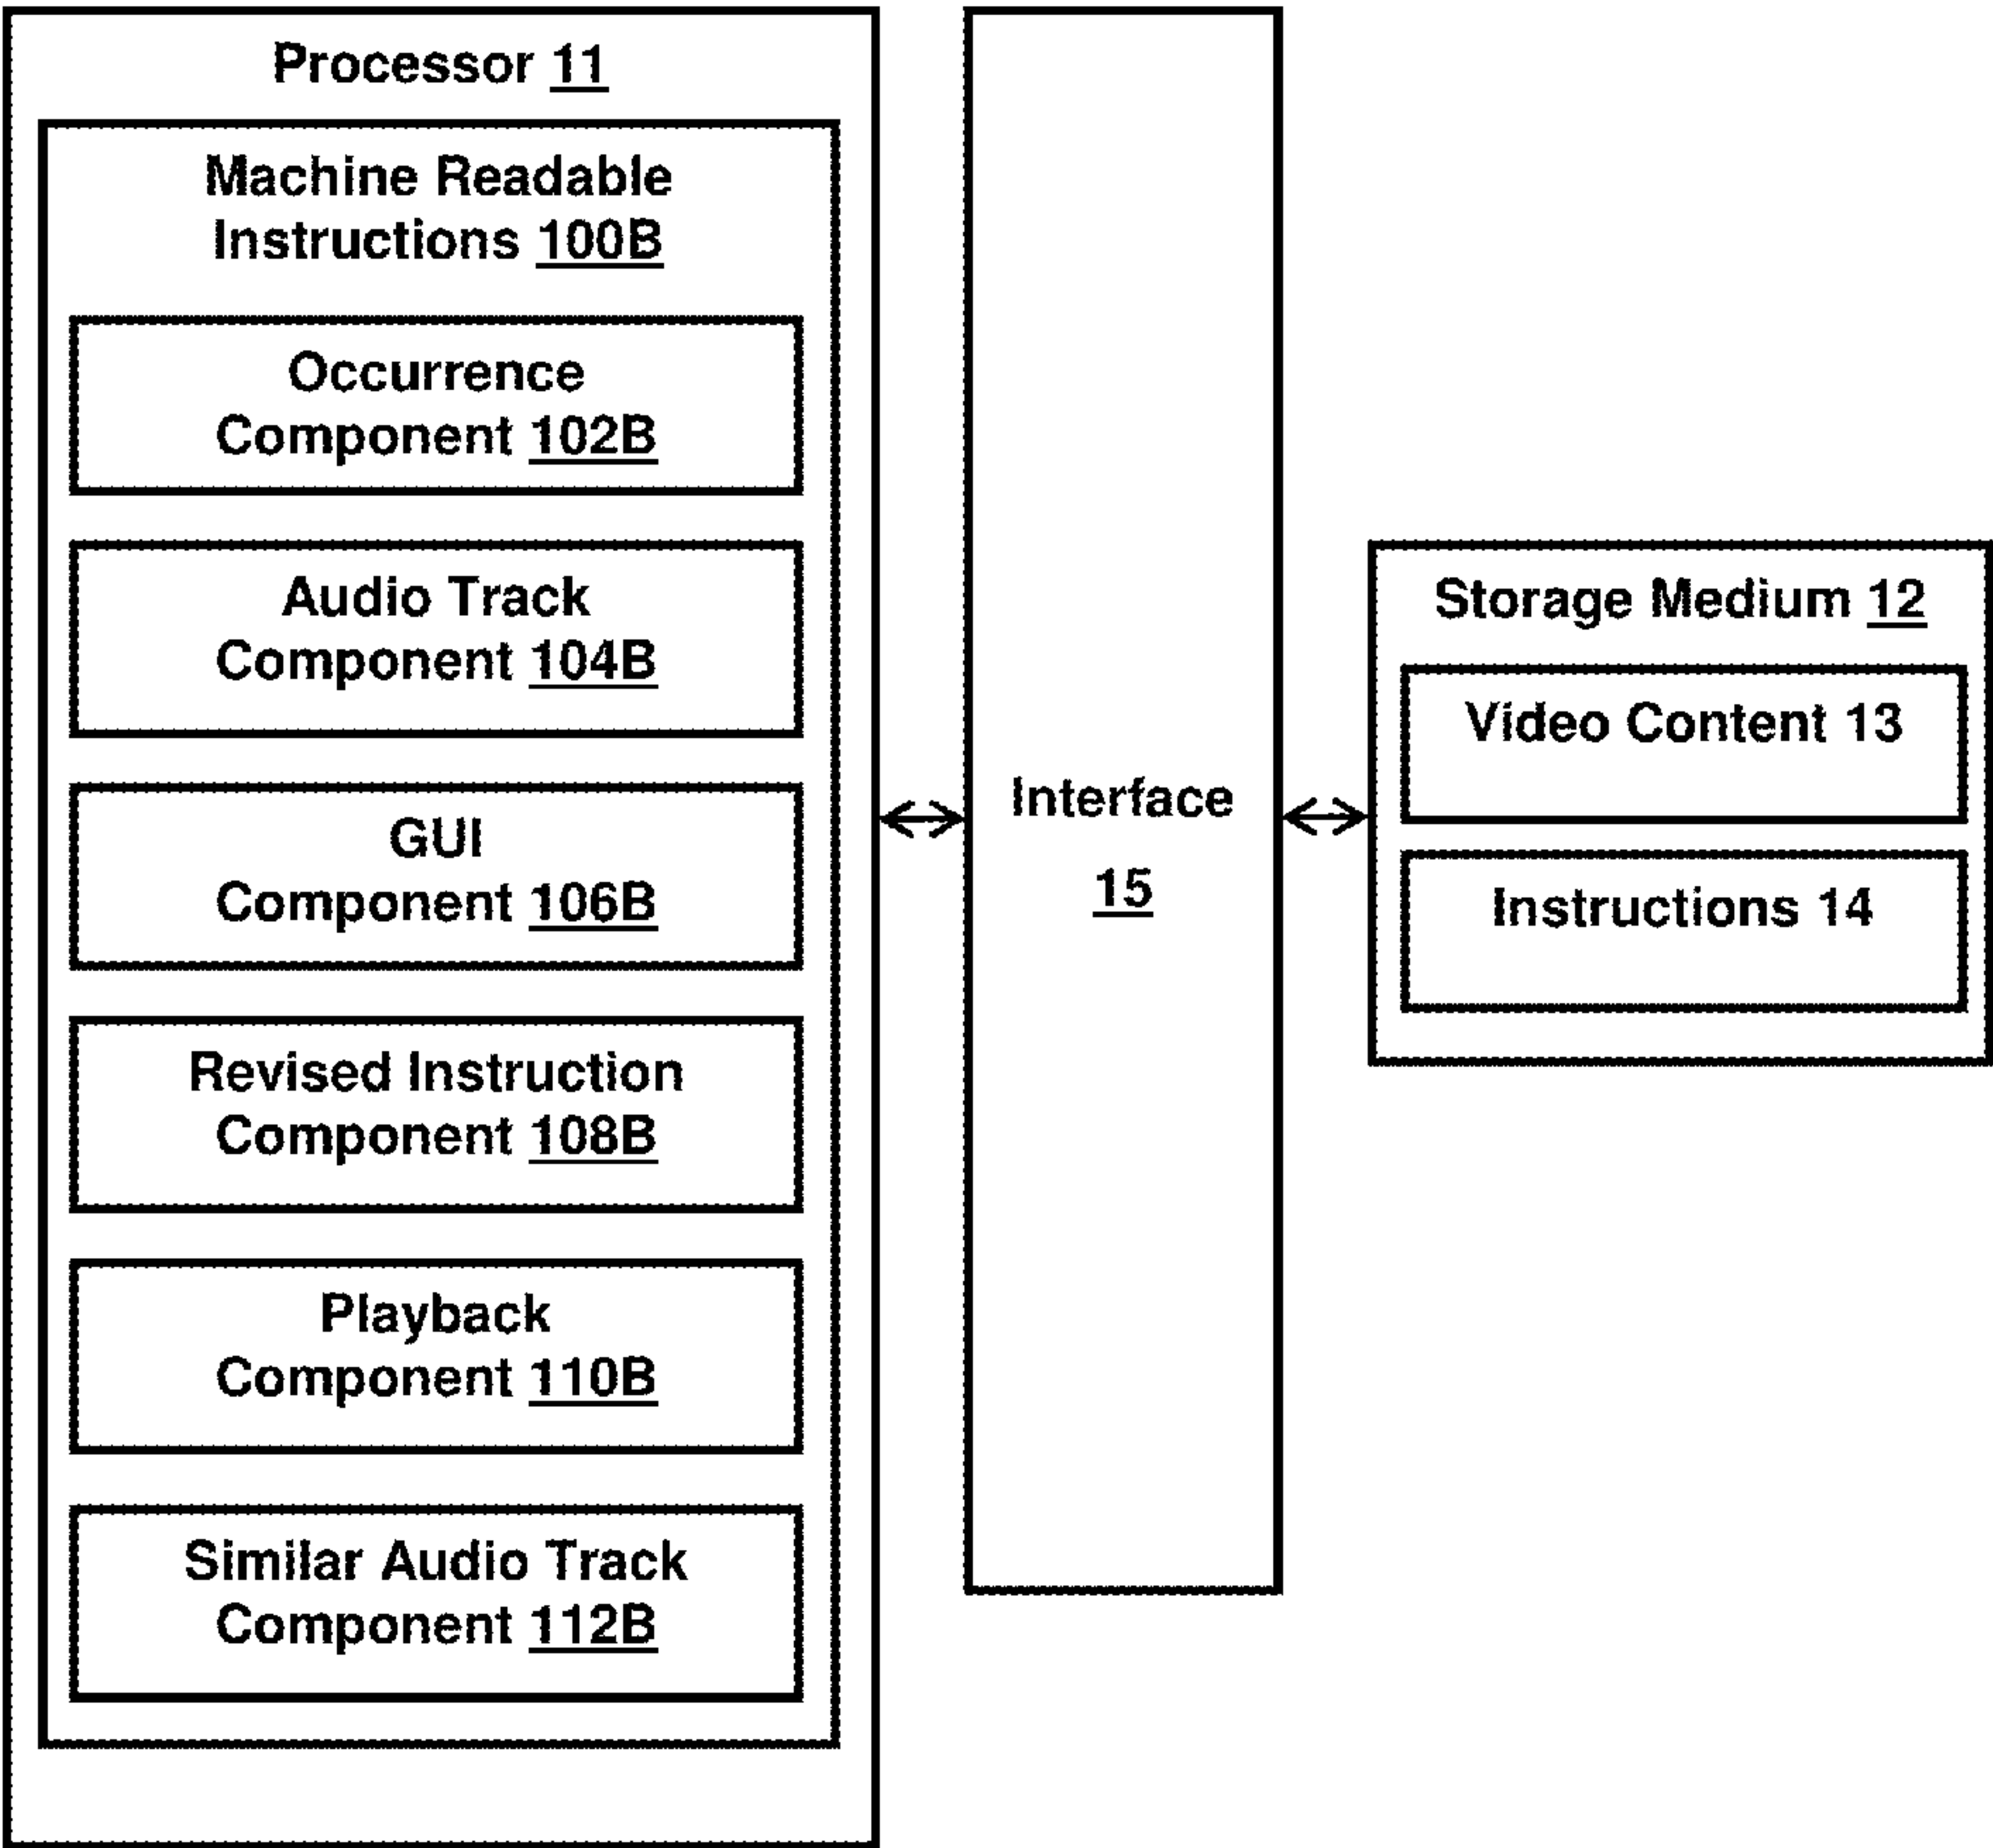 Processor 11
Machine Readable
Instructions 100B
Occurrence
Component 102B
Audio Track
Component 104B
GUI
Component 106B
Revised Instruction
Component 108B
Playback
Component 110B
Similar Audio Track
Component 112B
Interface
15
Storage Medium 12
Video Content 13
Instructions 14